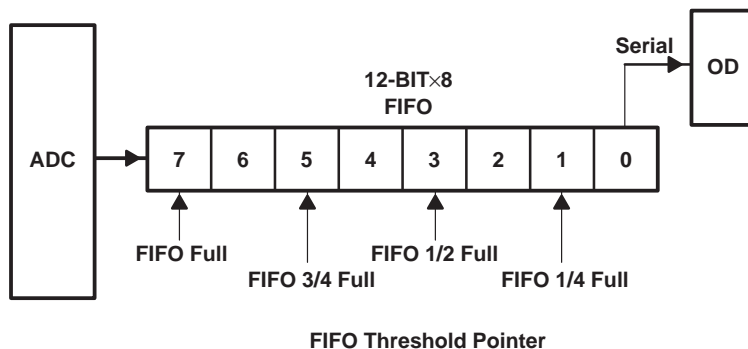 Serial
OD
12-BIT×8
FIFO
ADC
7 6 5 4 3 2 1 0
FIFO Full
FIFO 1/2 Full
FIFO 3/4 Full
FIFO 1/4 Full
FIFO Threshold Pointer